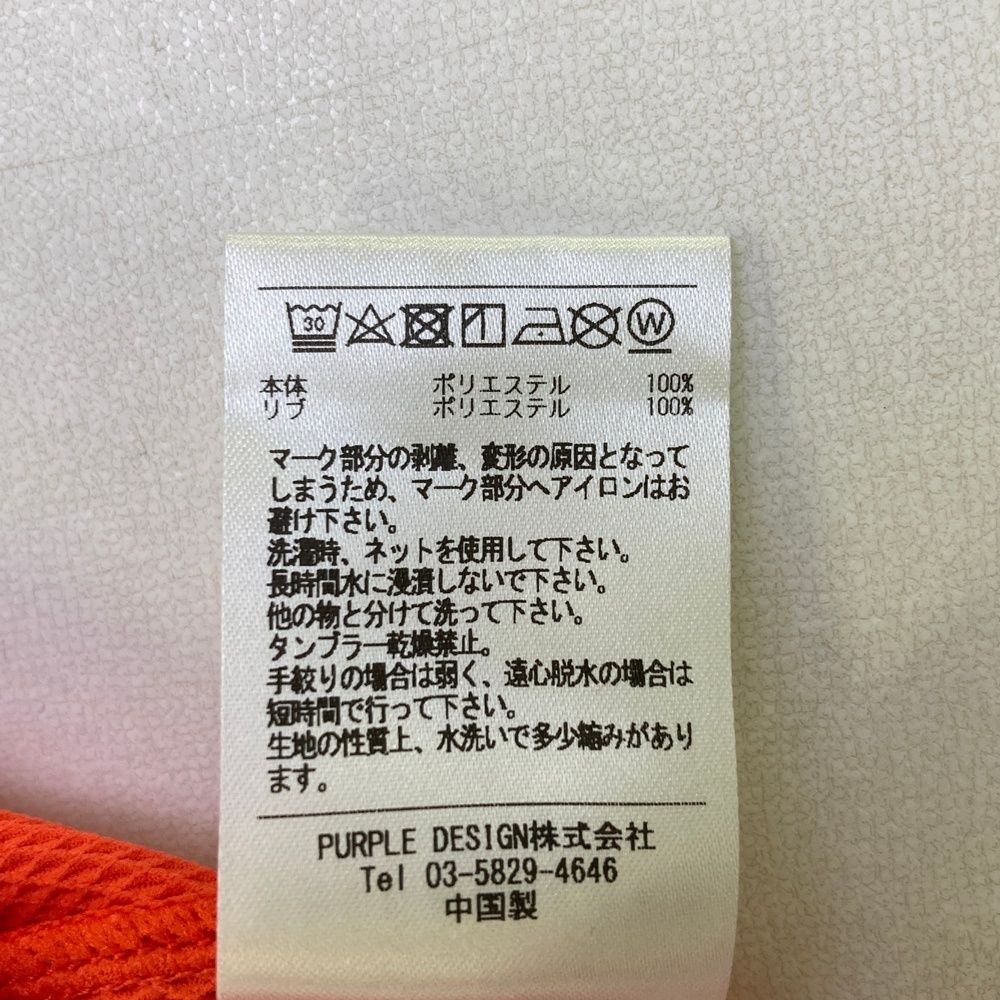 30 W
本体 ポリエステル 100%
リブ ポリエステル 100%
マーク部分の剥離、変形の原因となって
しまうため、マーク部分へアイロンはお
避け下さい。
洗濯時、ネットを使用して下さい。
長時間水に浸漬しないで下さい。
他の物と分けて洗って下さい。
タンブラー乾燥禁止。
手絞りの場合は弱く、遠心脱水の場合は
短時間で行って下さい。
生地の性質上、水洗いで多少縮みがあり
ます。
PURPLE DESIGN株式会社
Tel 03-5829-4646
中国製